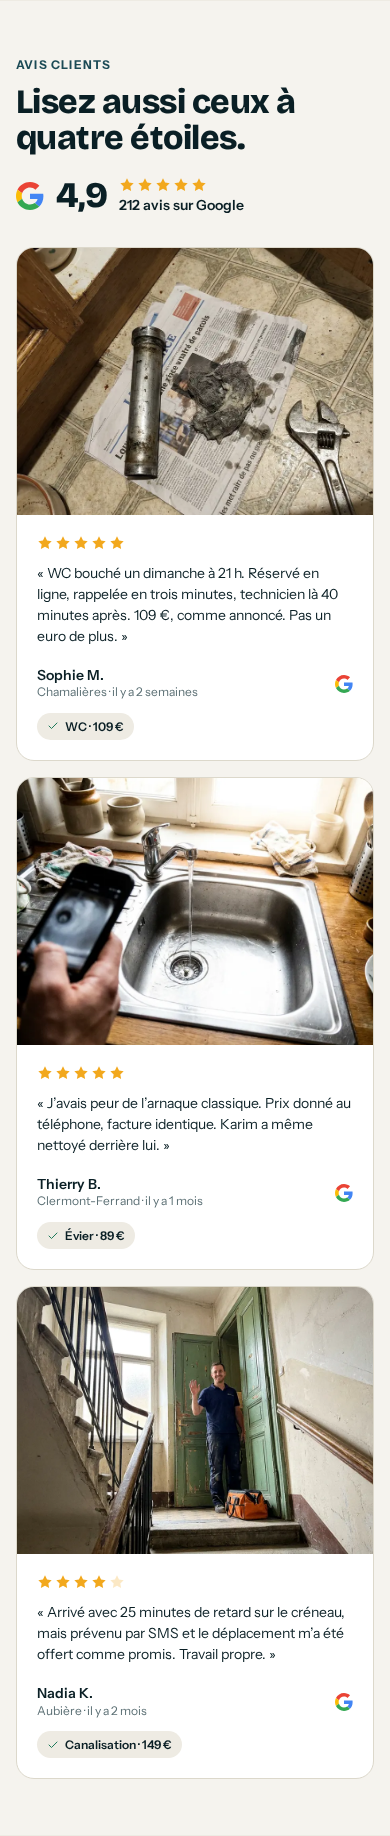 AVIS CLIENTS
Lisez aussi ceux à
quatre étoiles.
4,9
212 avis sur Google
« WC bouché un dimanche à 21 h. Réservé en
ligne, rappelée en trois minutes, technicien là 40
minutes après. 109 €, comme annoncé. Pas un
euro de plus. »
Sophie M.
Chamalières · il y a 2 semaines
WC · 109 €
« J’avais peur de l’arnaque classique. Prix donné au
téléphone, facture identique. Karim a même
nettoyé derrière lui. »
Thierry B.
Clermont-Ferrand · il y a 1 mois
Évier · 89 €
« Arrivé avec 25 minutes de retard sur le créneau,
mais prévenu par SMS et le déplacement m’a été
offert comme promis. Travail propre. »
Nadia K.
Aubière · il y a 2 mois
Canalisation · 149 €